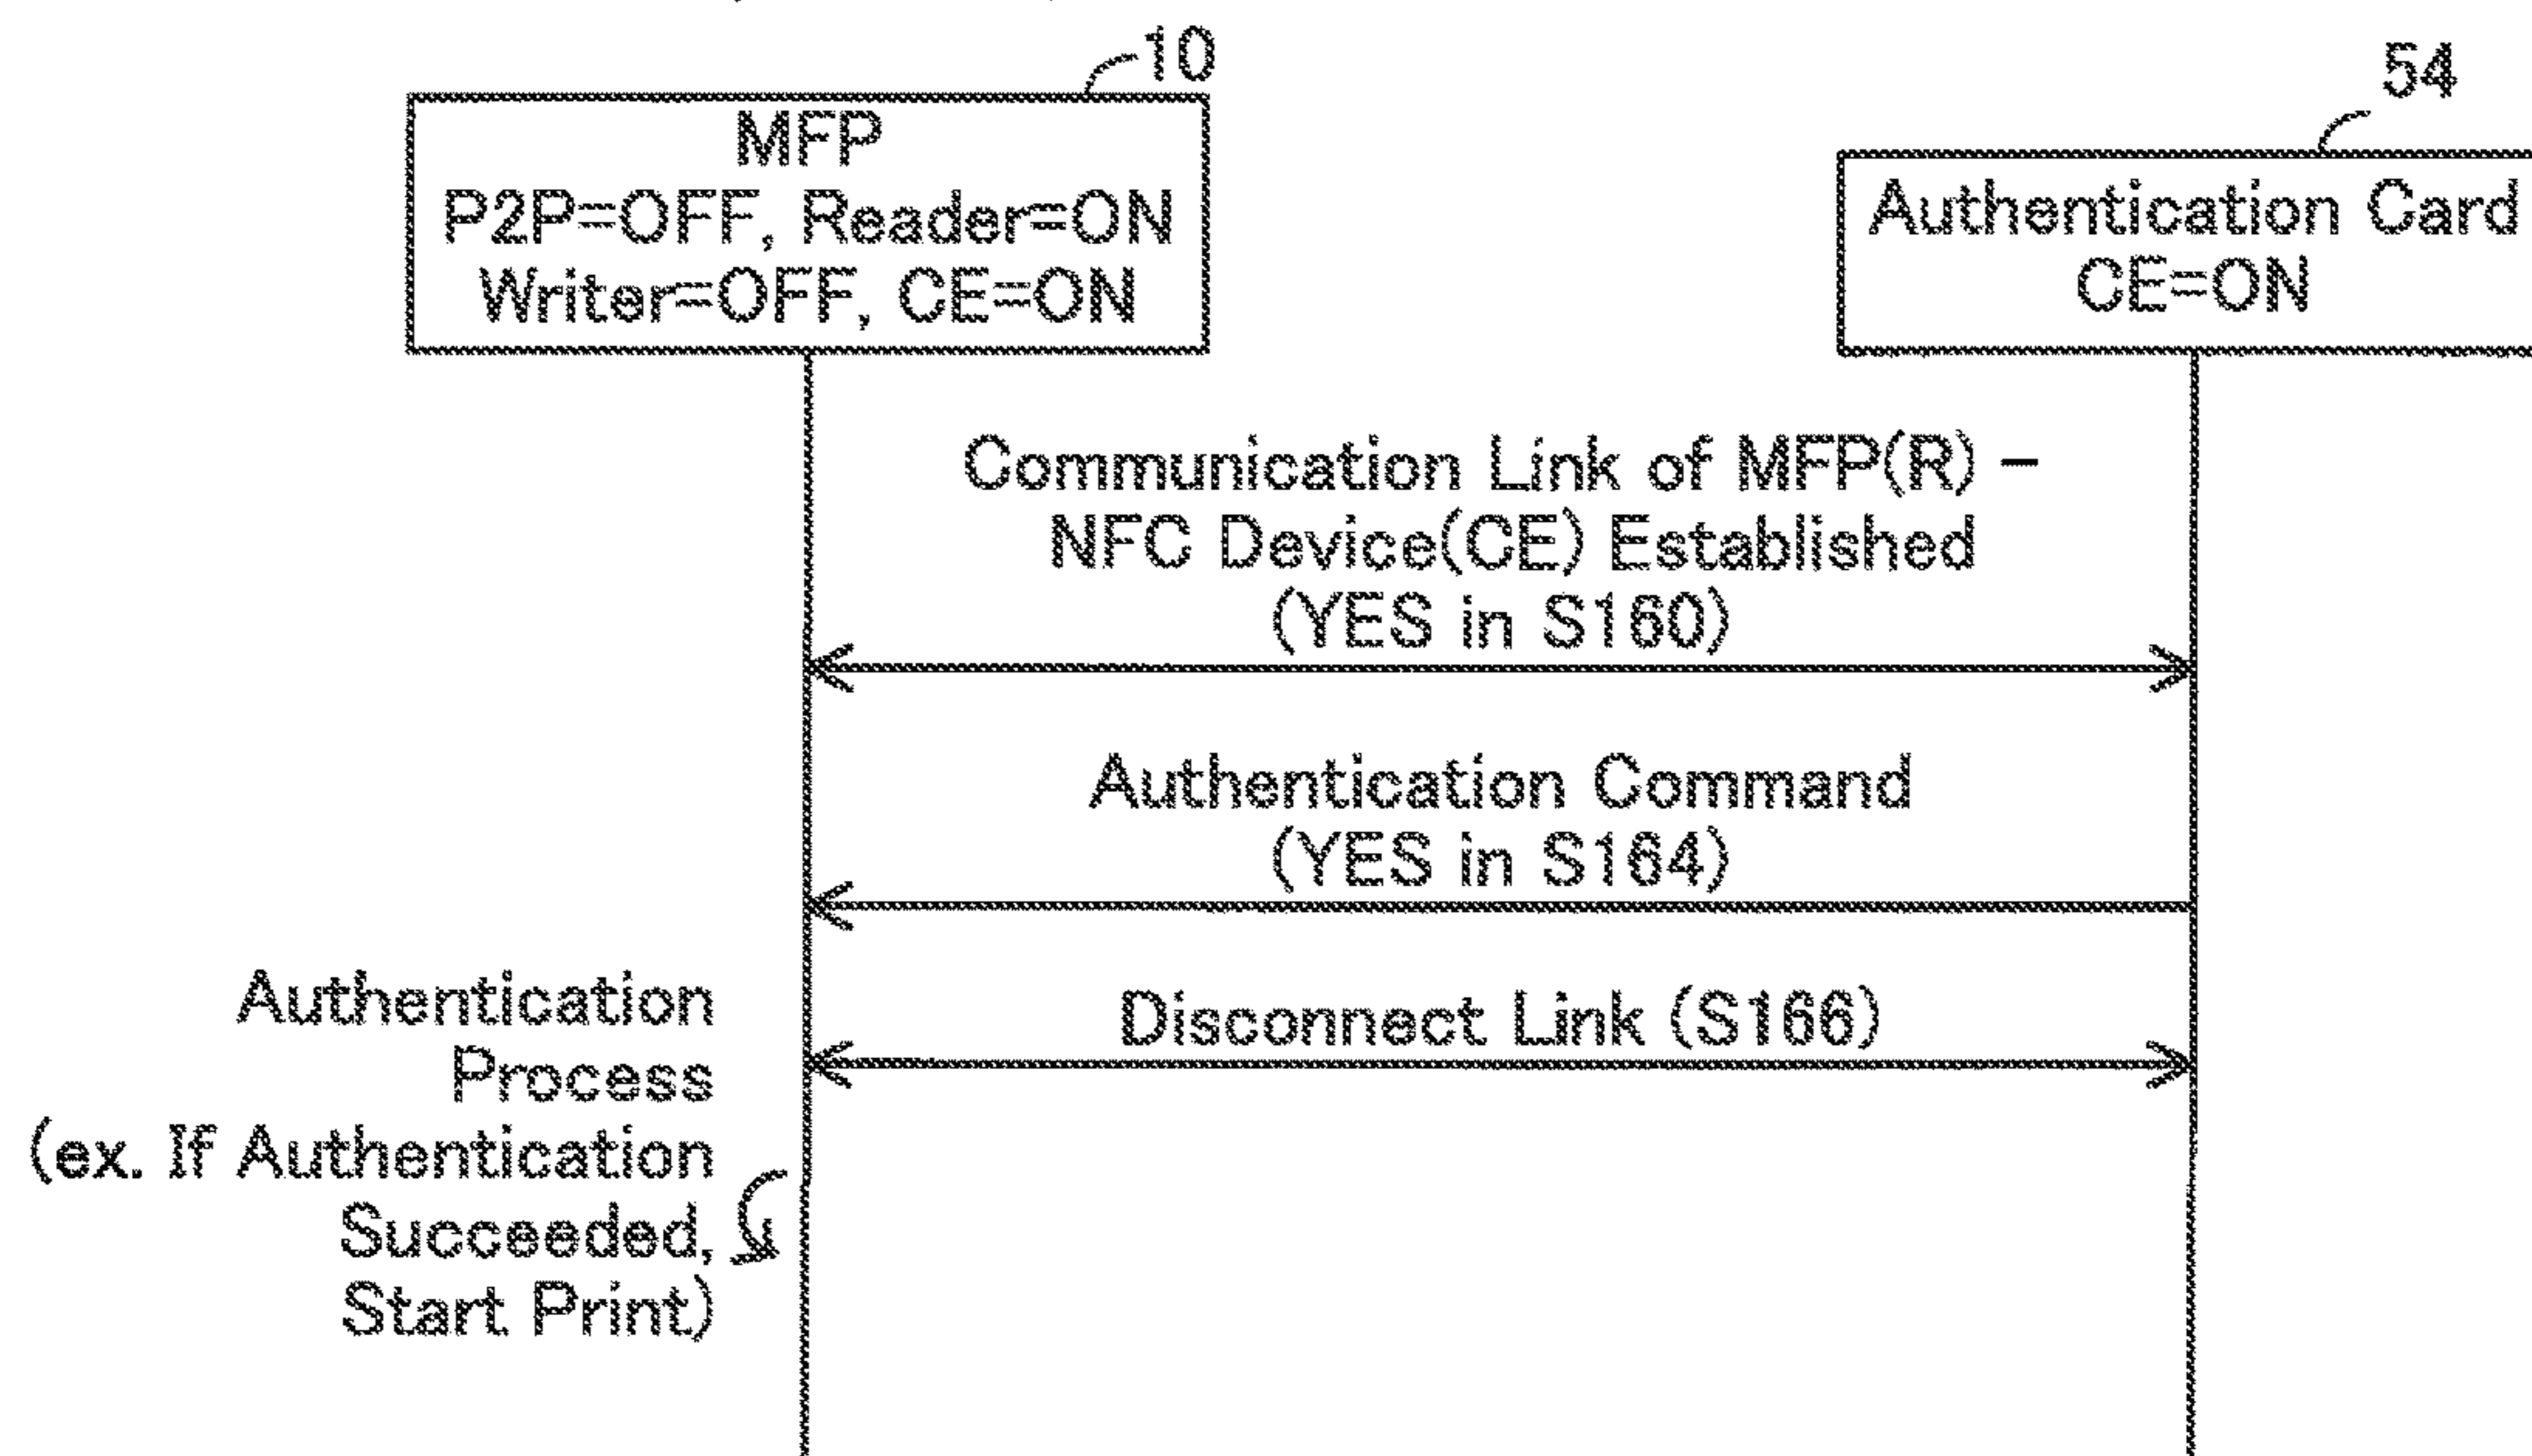 10
MFP
P2P=OFF, Reader=ON
Writer=OFF, CE=ON
54
Authentication Card
CE=ON
Communication Link of MFP(R) –
NFC Device(CE) Established
(YES in S160)
Authentication Command
(YES in S164)
Disconnect Link (S166)
Authentication
Process
(ex. If Authentication
Succeeded,
Start Print)